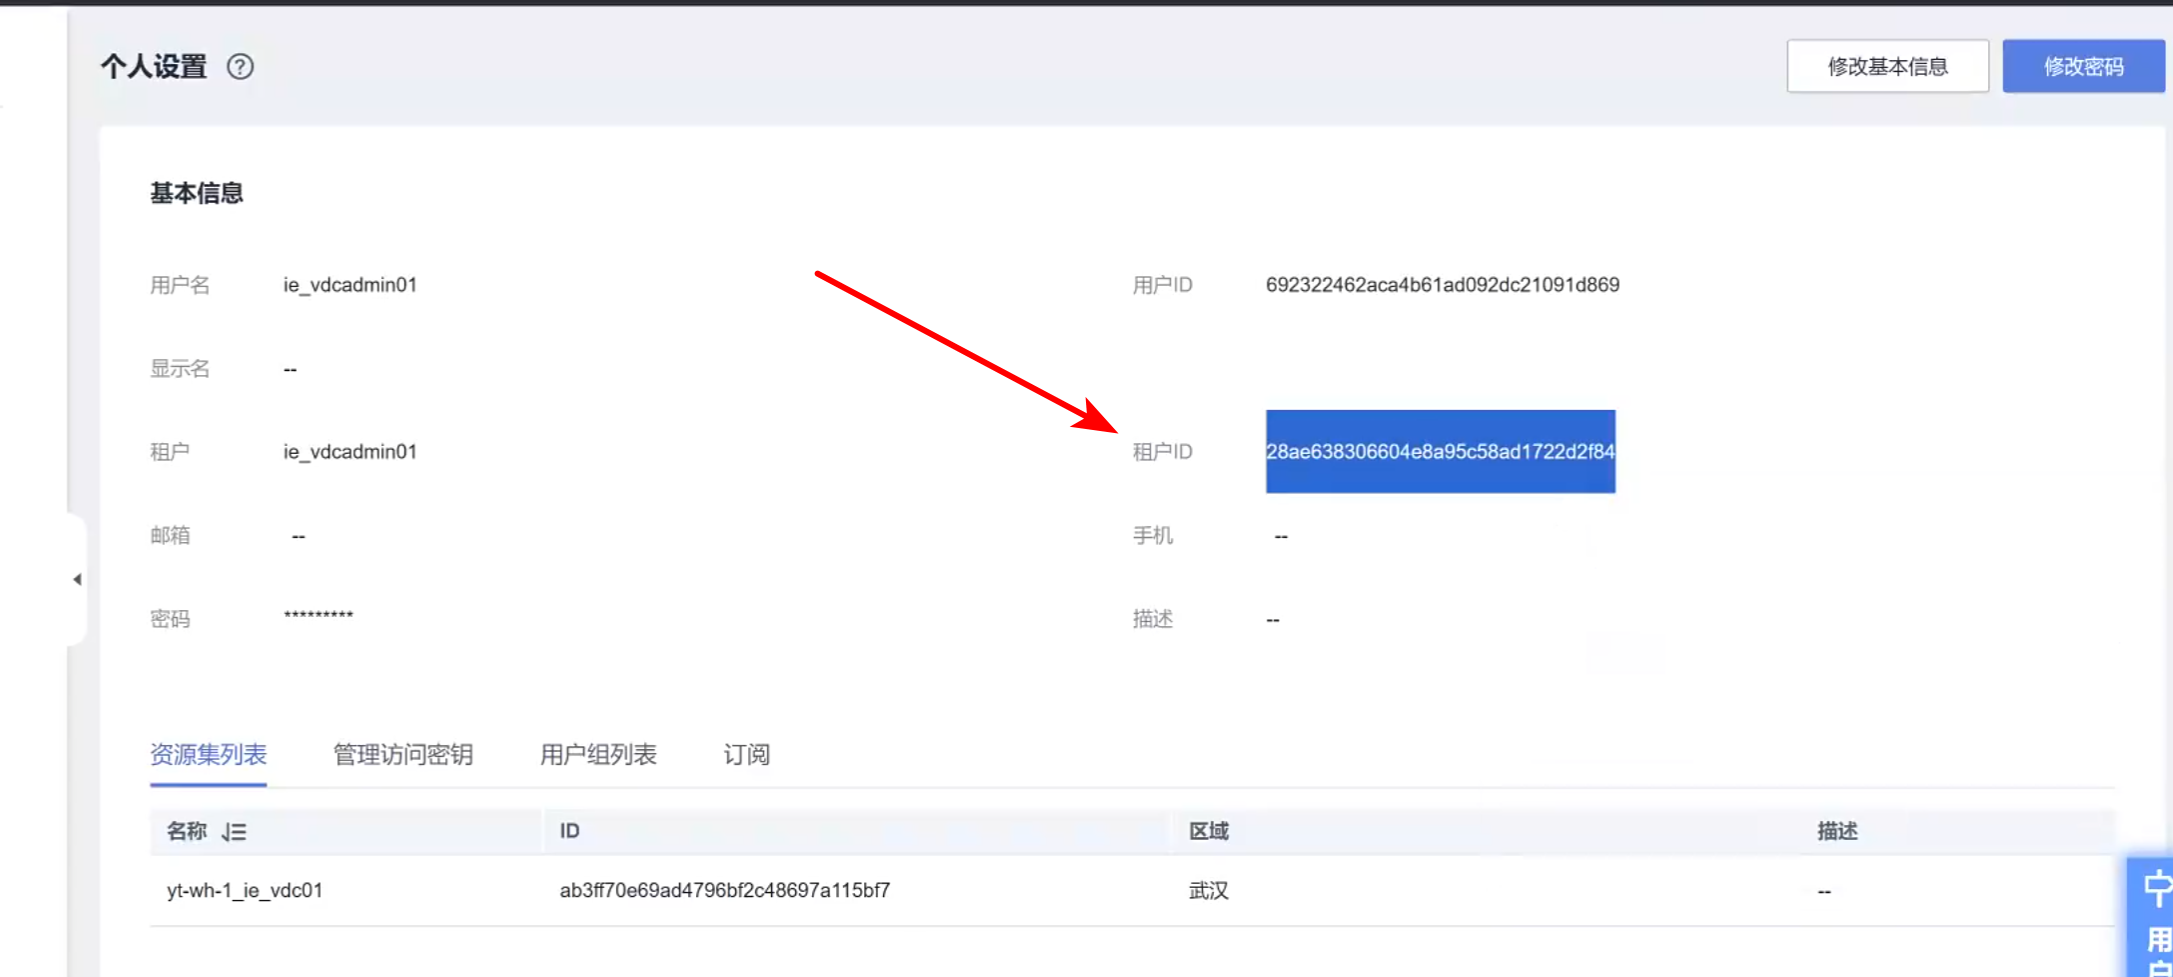 个人设置 ?
修改基本信息
修改密码
基本信息
用户名 ie_vdcadmin01
用户ID 692322462aca4b61ad092dc21091d869
显示名 --
租户 ie_vdcadmin01
租户ID 28ae638306604e8a95c58ad1722d2f84
邮箱 --
手机 --
密码 *********
描述 --
资源集列表 管理访问密钥 用户组列表 订阅
名称 ID 区域 描述
yt-wh-1_ie_vdc01 ab3ff70e69ad4796bf2c48697a115bf7 武汉 --
用
户